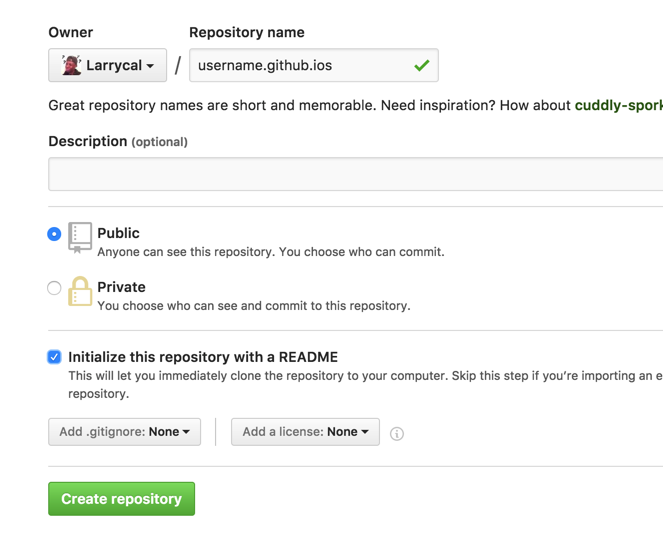 Owner Repository name
Larrycal / username.github.ios
Great repository names are short and memorable. Need inspiration? How about cuddly-spork
Description (optional)
Public
Anyone can see this repository. You choose who can commit.
Private
You choose who can see and commit to this repository.
Initialize this repository with a README
This will let you immediately clone the repository to your computer. Skip this step if you’re importing an
repository.
Add .gitignore: None Add a license: None
Create repository